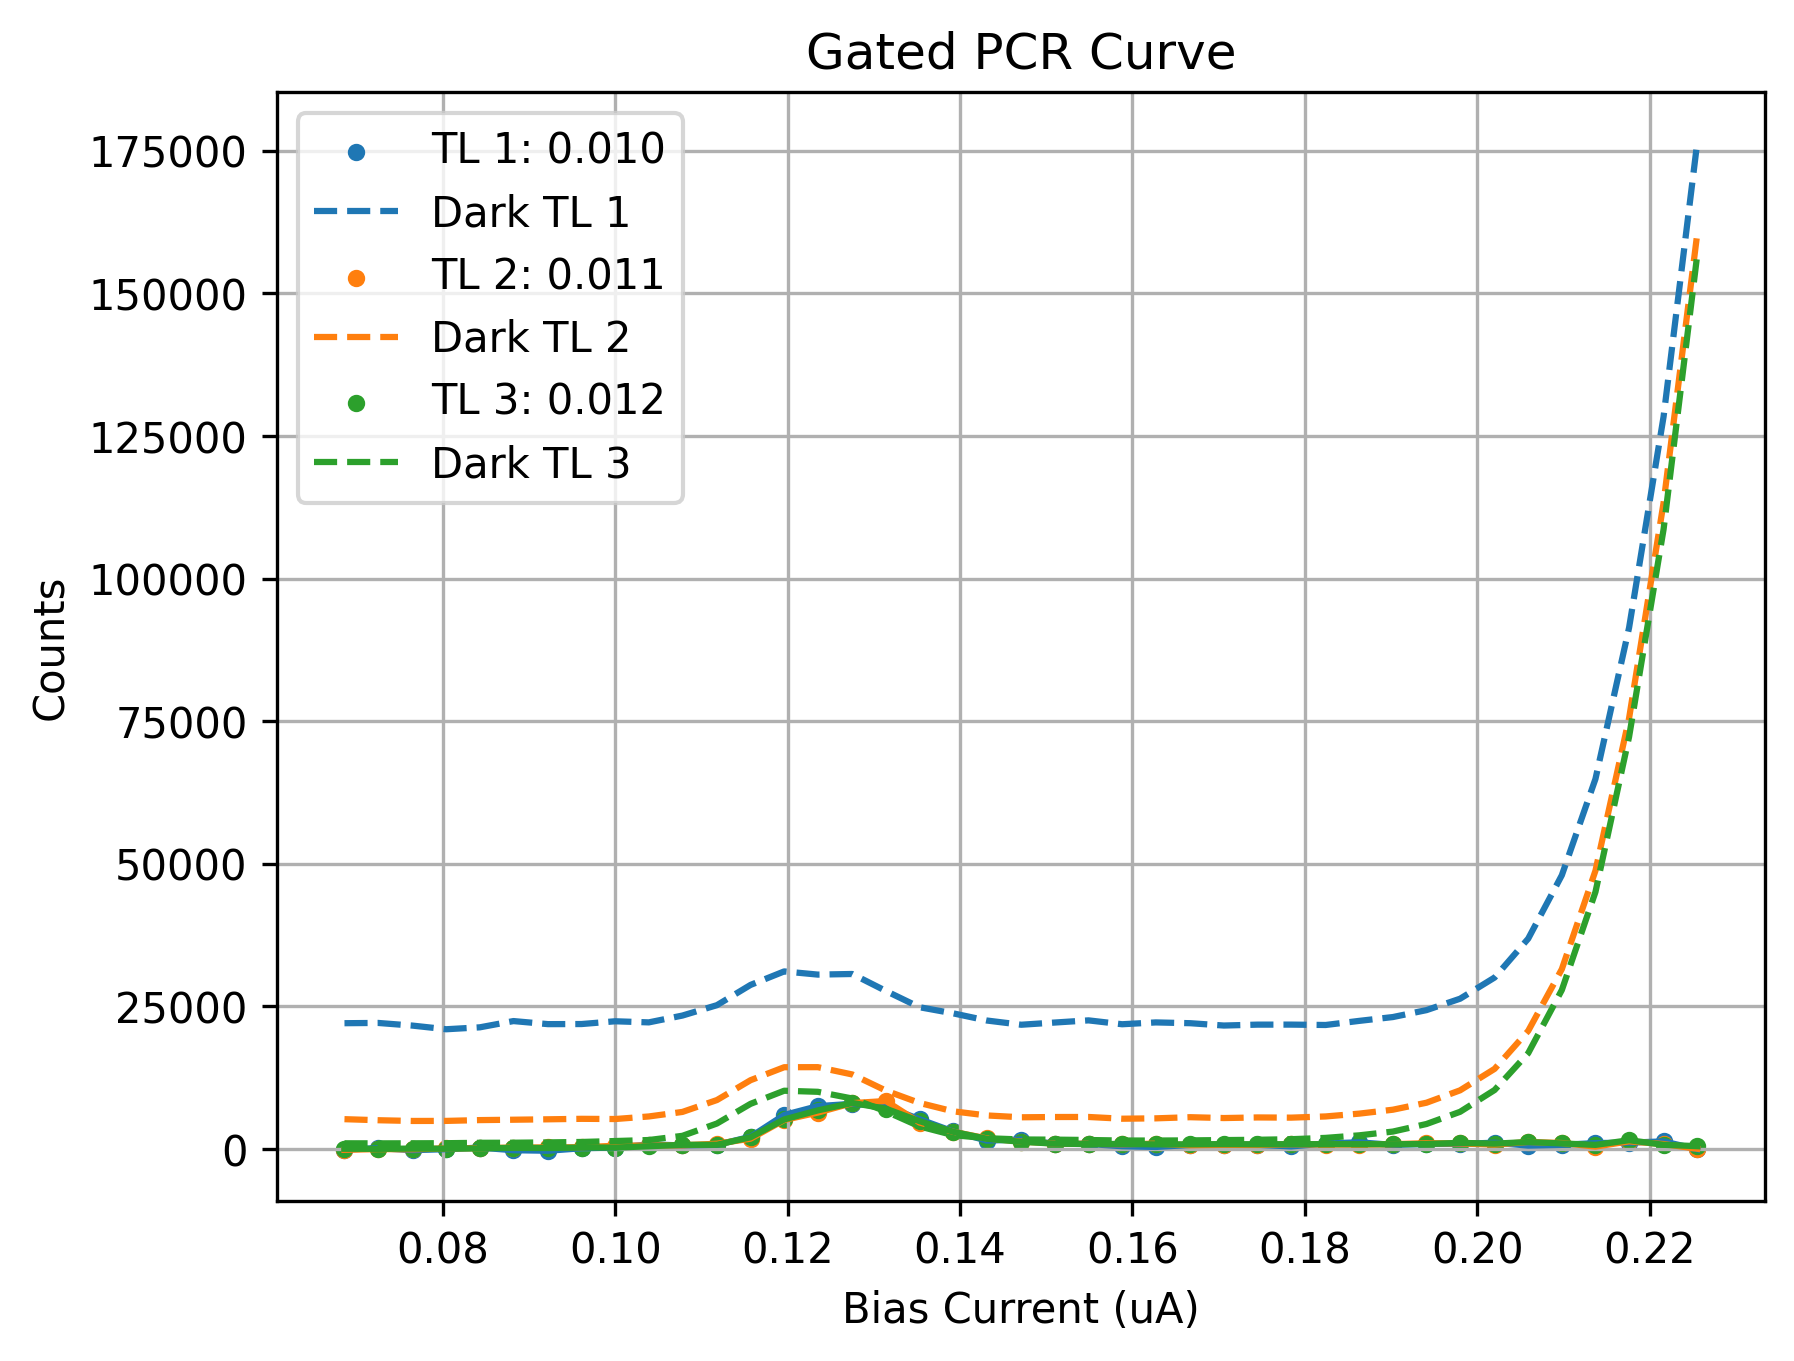 Gated PCR Curve
TL 1: 0.010
Dark TL 1
TL 2: 0.011
Dark TL 2
TL 3: 0.012
Dark TL 3
175000
150000
125000
100000
75000
50000
25000
0
Counts
0.08 0.10 0.12 0.14 0.16 0.18 0.20 0.22
Bias Current (uA)